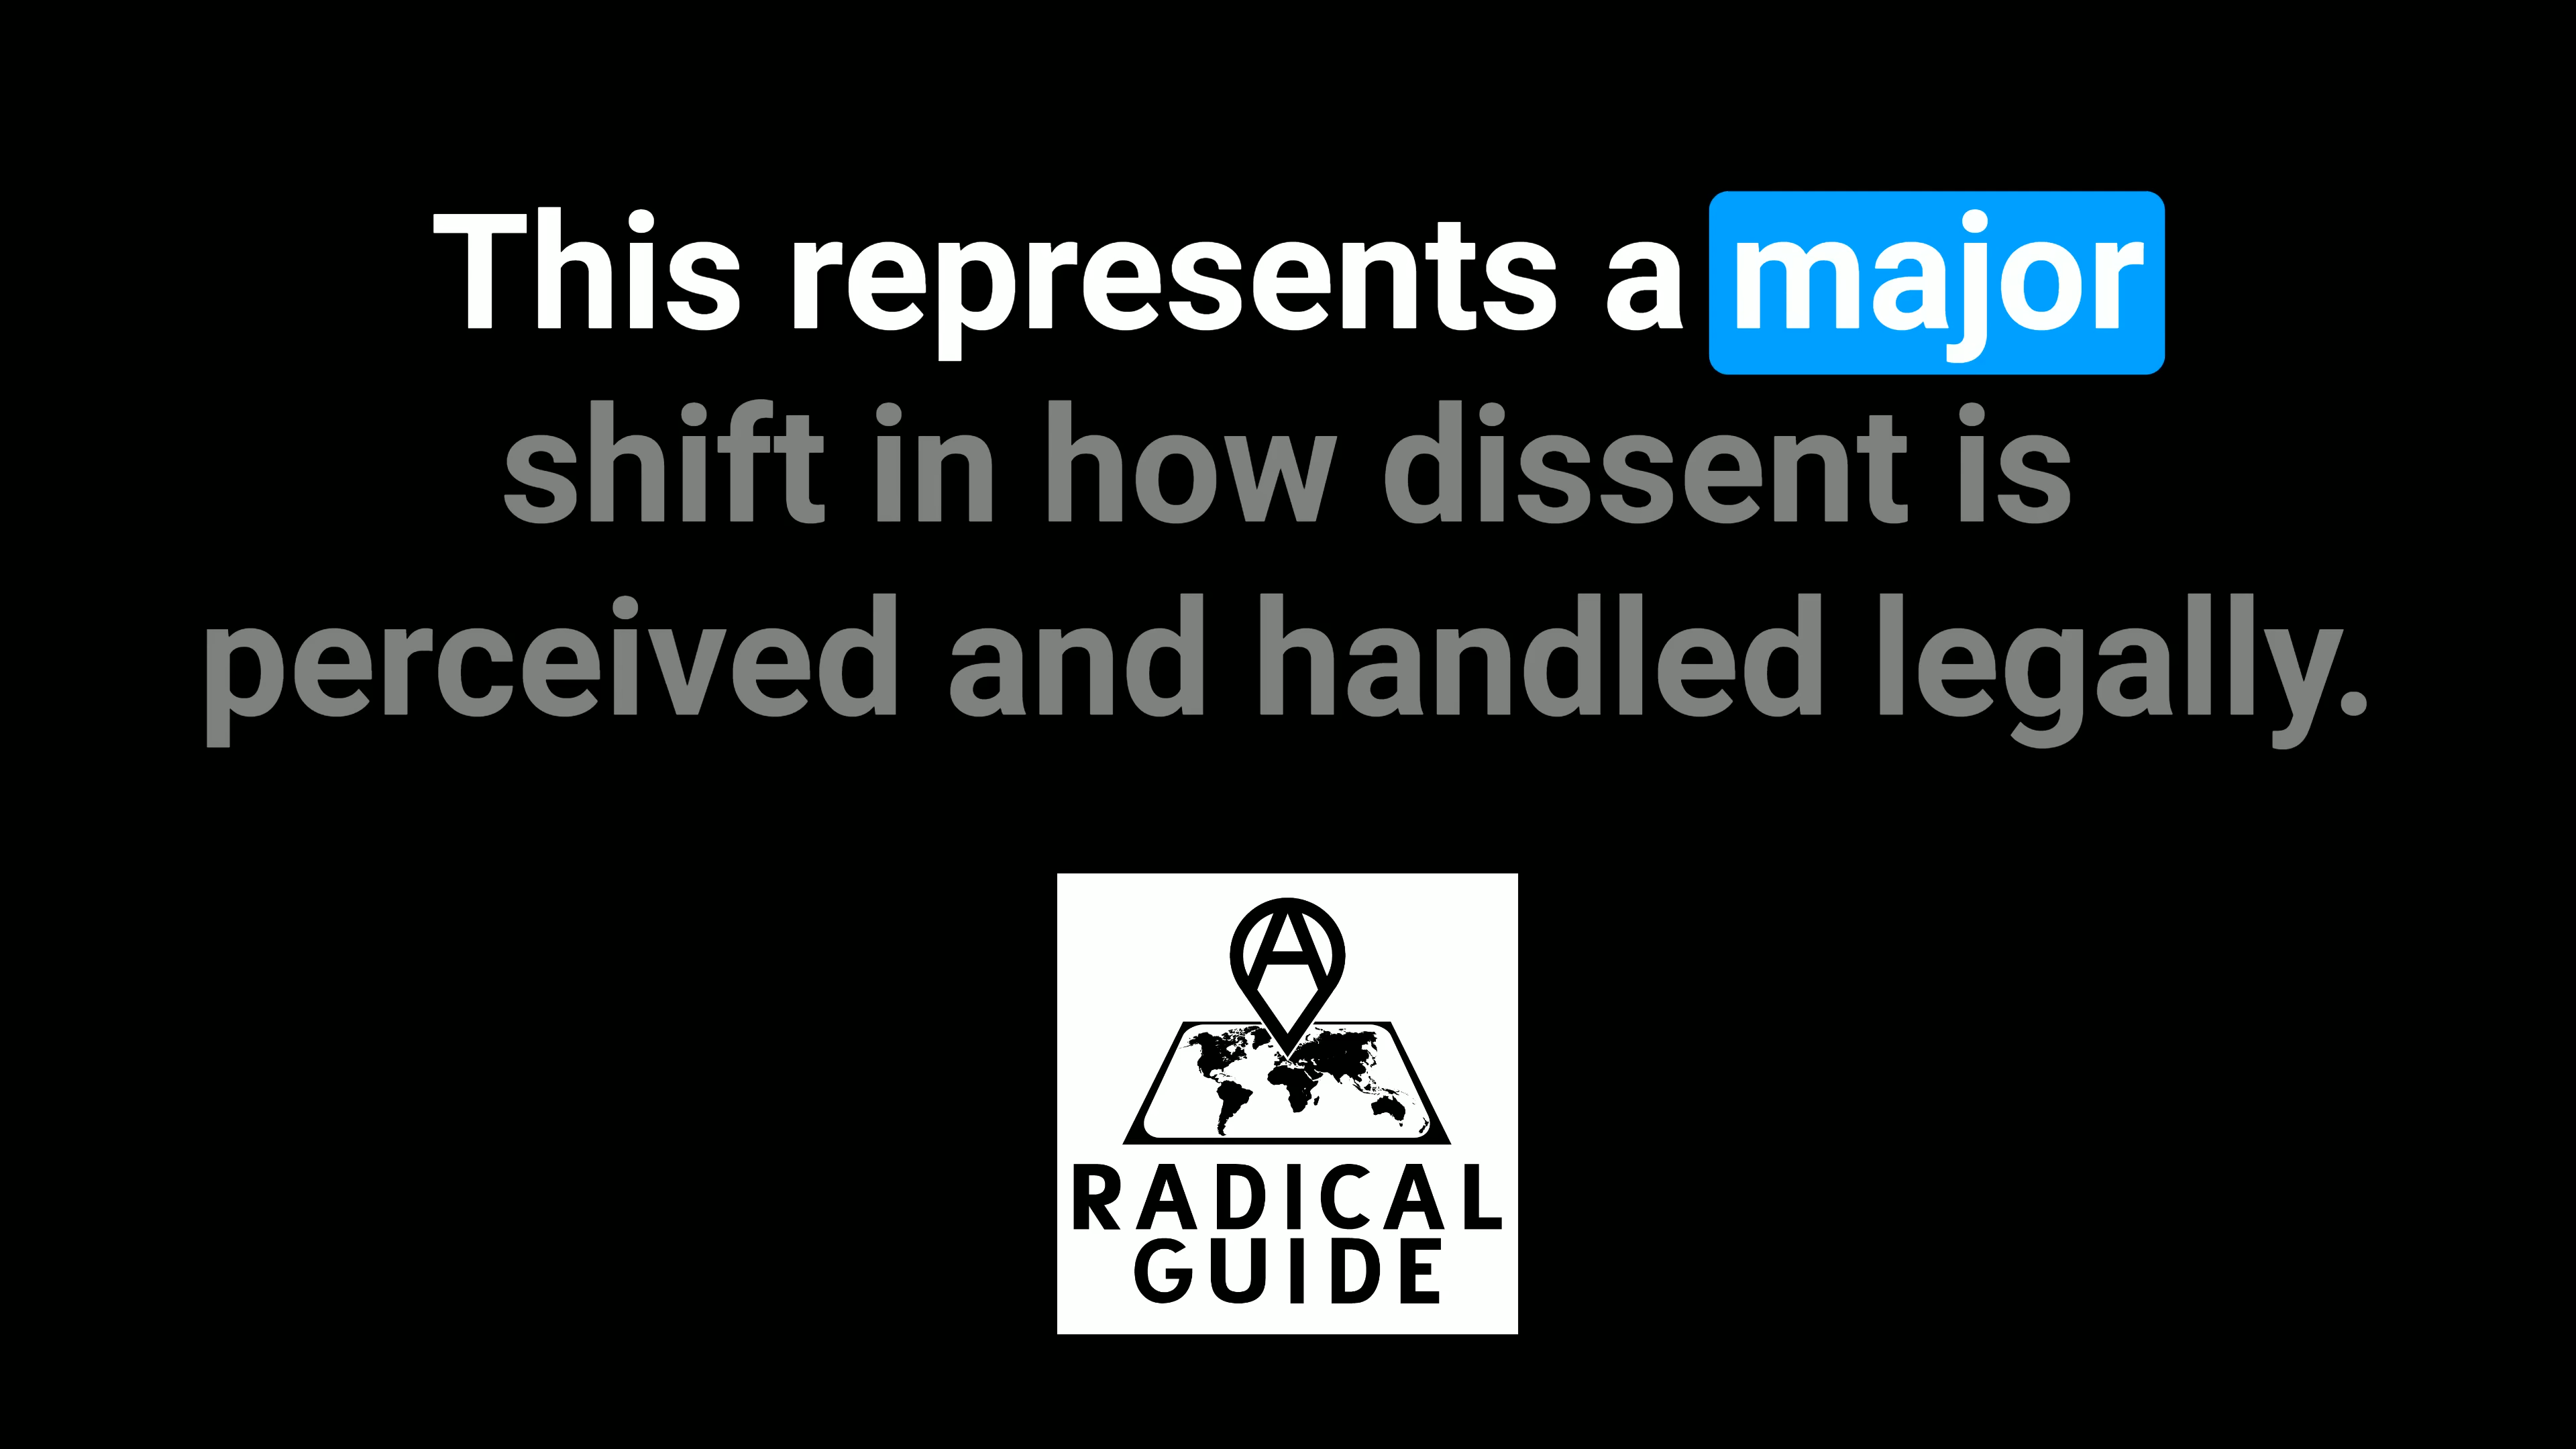 This represents a major
shift in how dissent is
perceived and handled legally.
A
RADICAL
GUIDE